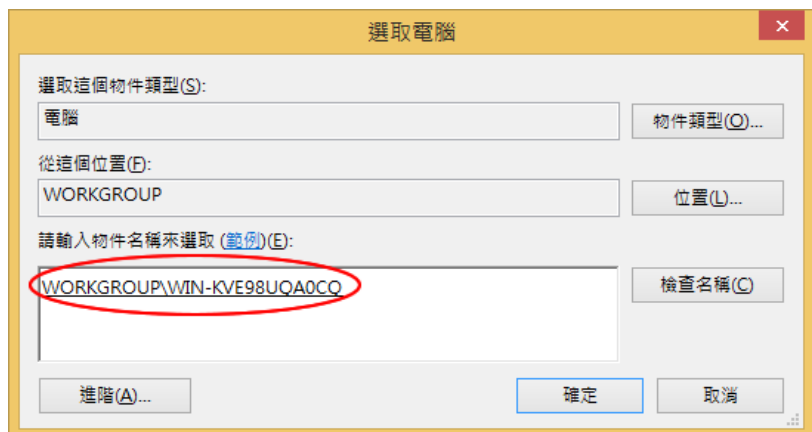 選取電腦
選取這個物件類型(S):
電腦
物件類型(O)...
從這個位置(F):
WORKGROUP
位置(L)...
請輸入物件名稱來選取 (範例)(E):
WORKGROUP\WIN-KVE98UQA0CQ
檢查名稱(C)
進階(A)...
確定
取消